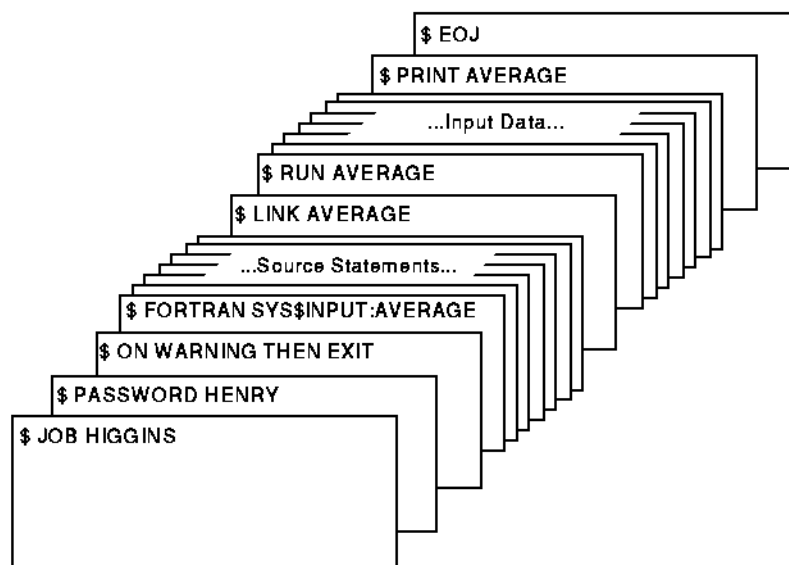 $ EOJ
$ PRINT AVERAGE
...Input Data...
$ RUN AVERAGE
$ LINK AVERAGE
...Source Statements...
$ FORTRAN SYS$INPUT:AVERAGE
$ ON WARNING THEN EXIT
$ PASSWORD HENRY
$ JOB HIGGINS